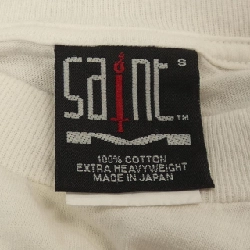 saint S
TM
100% COTTON
EXTRA HEAVYWEIGHT
MADE IN JAPAN